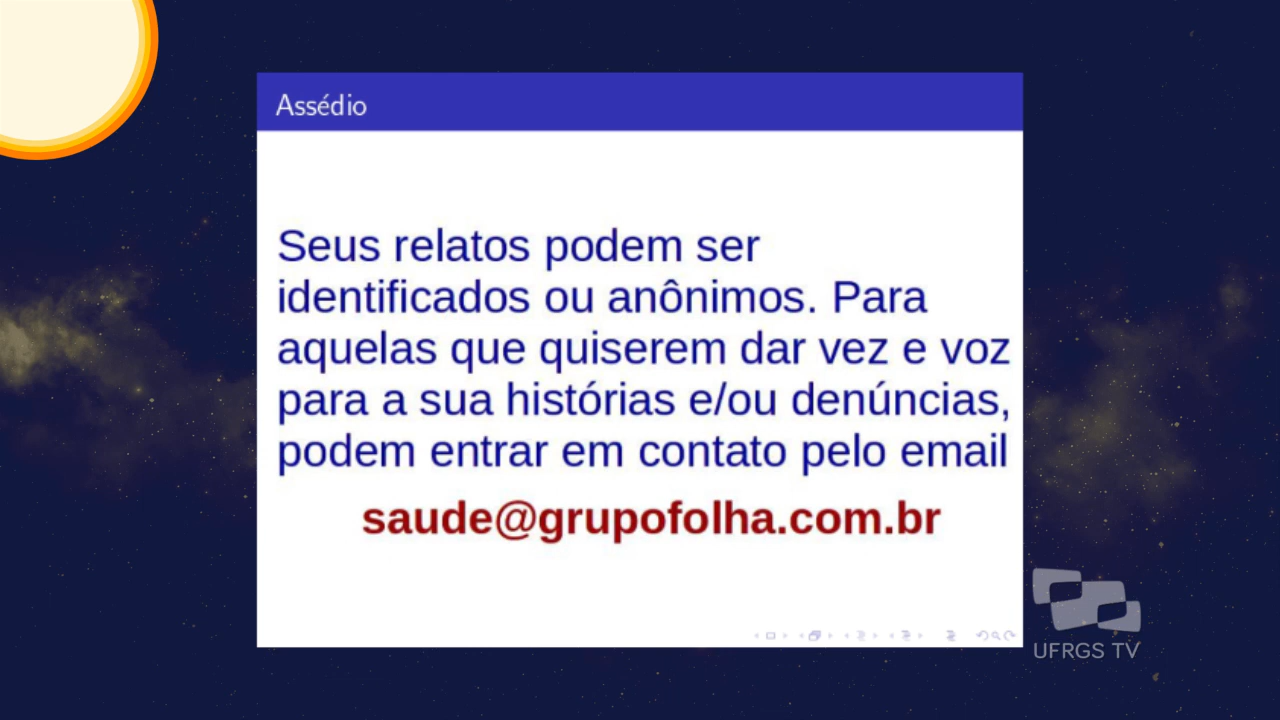 Assédio
Seus relatos podem ser
identificados ou anônimos. Para
aquelas que quiserem dar vez e voz
para a sua histórias e/ou denúncias,
podem entrar em contato pelo email
saude@grupofolha.com.br
UFRGS TV